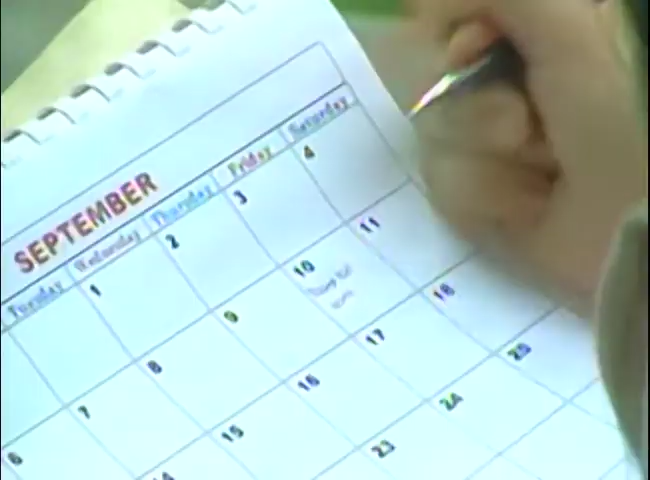 SEPTEMBER
Tuesday Wednesday Thursday Friday Saturday
1 2 3 4
6 7 8 9 10 11
14 15 16 17 18
23 24 25